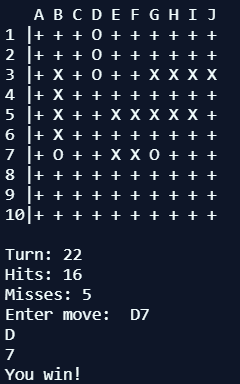 A B C D E F G H I J
1 |+ + + O + + + + + +
2 |+ + + O + + + + + +
3 |+ X + O + + X X X X
4 |+ X + + + + + + + +
5 |+ X + + X X X X X +
6 |+ X + + + + + + + +
7 |+ O + + X X O + + +
8 |+ + + + + + + + + +
9 |+ + + + + + + + + +
10|+ + + + + + + + + +
Turn: 22
Hits: 16
Misses: 5
Enter move:  D7
D
7
You win!